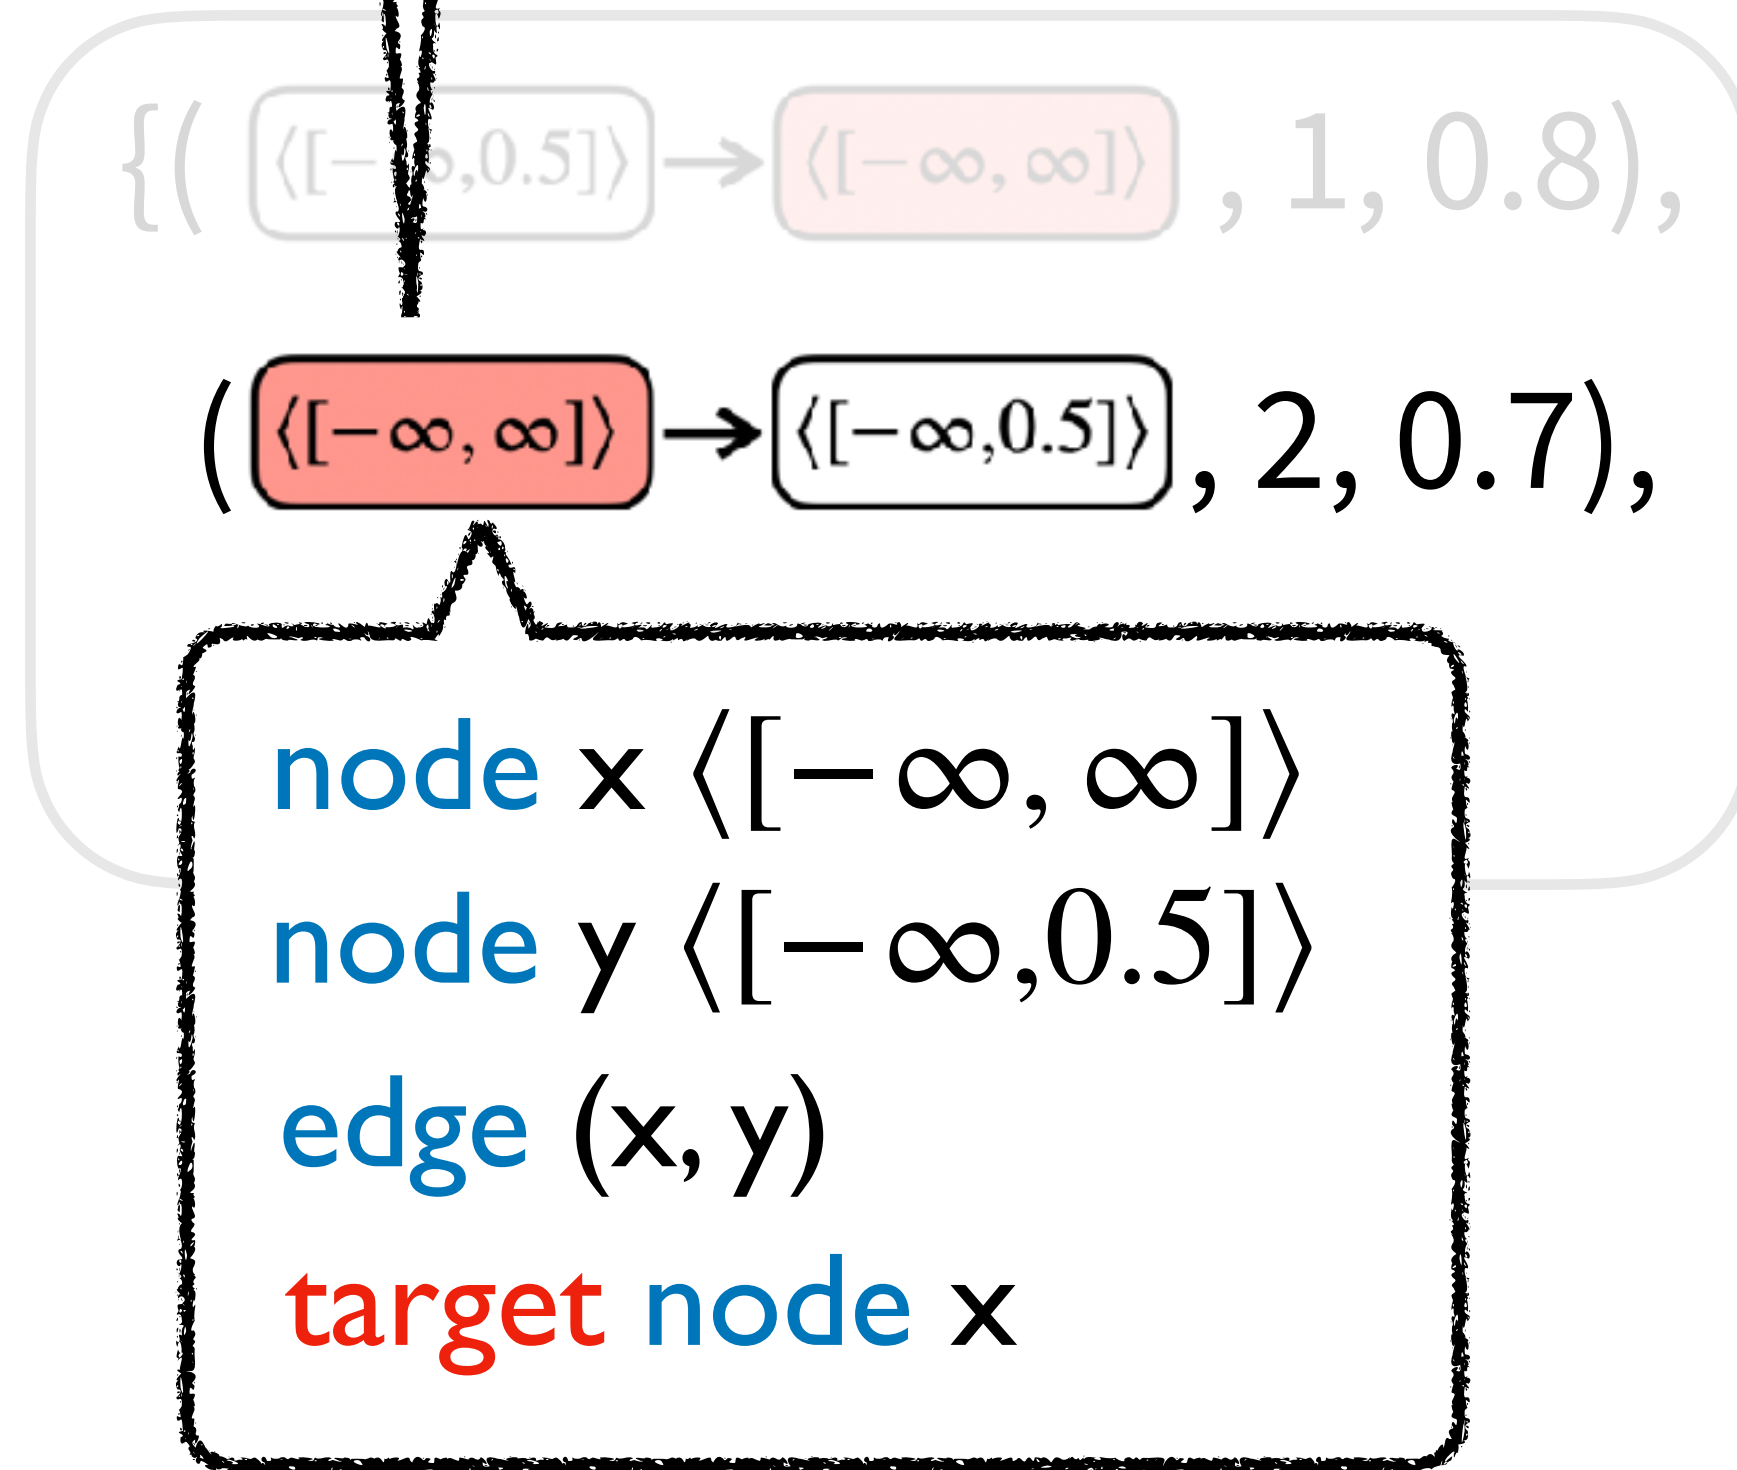 {( ⟨[−∞,0.5]⟩ → ⟨[−∞, ∞]⟩ , 1, 0.8),
( ⟨[−∞, ∞]⟩ → ⟨[−∞,0.5]⟩ , 2, 0.7),
node x ⟨[−∞, ∞]⟩
node y ⟨[−∞,0.5]⟩
edge (x, y)
target node x